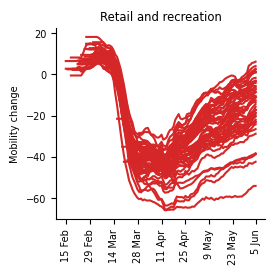 Retail and recreation
Mobility change
20
0
−20
−40
−60
15 Feb
29 Feb
14 Mar
28 Mar
11 Apr
25 Apr
9 May
23 May
5 Jun